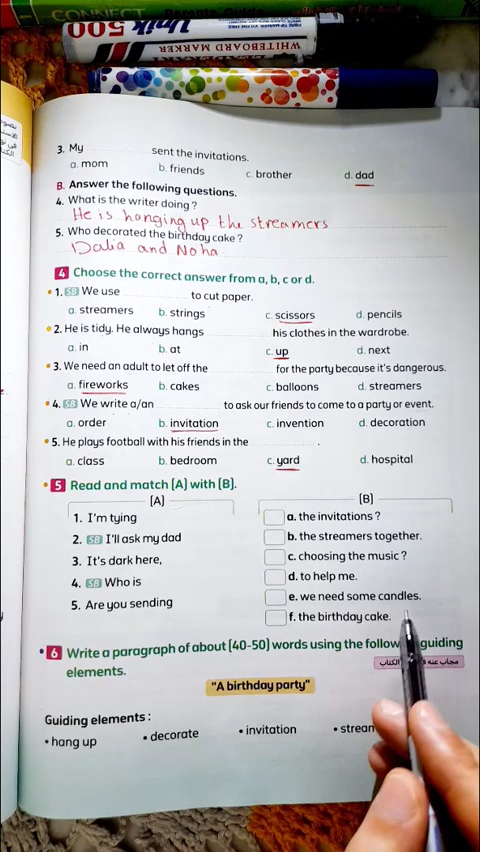 CONNECT
Unik
500
WHITEBOARD MARKER
3. My sent the invitations.
a. mom b. friends c. brother d. dad
B. Answer the following questions.
4. What is the writer doing?
He is hanging up the streamers
5. Who decorated the birthday cake?
Dalia and Noha
4 Choose the correct answer from a, b, c or d.
1. SB We use to cut paper.
a. streamers b. strings c. scissors d. pencils
2. He is tidy. He always hangs his clothes in the wardrobe.
a. in b. at c. up d. next
3. We need an adult to let off the for the party because it's dangerous.
a. fireworks b. cakes c. balloons d. streamers
4. SB We write a/an to ask our friends to come to a party or event.
a. order b. invitation c. invention d. decoration
5. He plays football with his friends in the .
a. class b. bedroom c. yard d. hospital
5 Read and match (A) with (B).
(A) (B)
1. I'm tying a. the invitations?
2. SB I'll ask my dad b. the streamers together.
3. It's dark here, c. choosing the music?
4. SB Who is d. to help me.
5. Are you sending e. we need some candles.
f. the birthday cake.
6 Write a paragraph of about (40-50) words using the follow guiding
elements.
مجاب عنه الكتاب
"A birthday party"
Guiding elements:
• hang up • decorate • invitation • strean